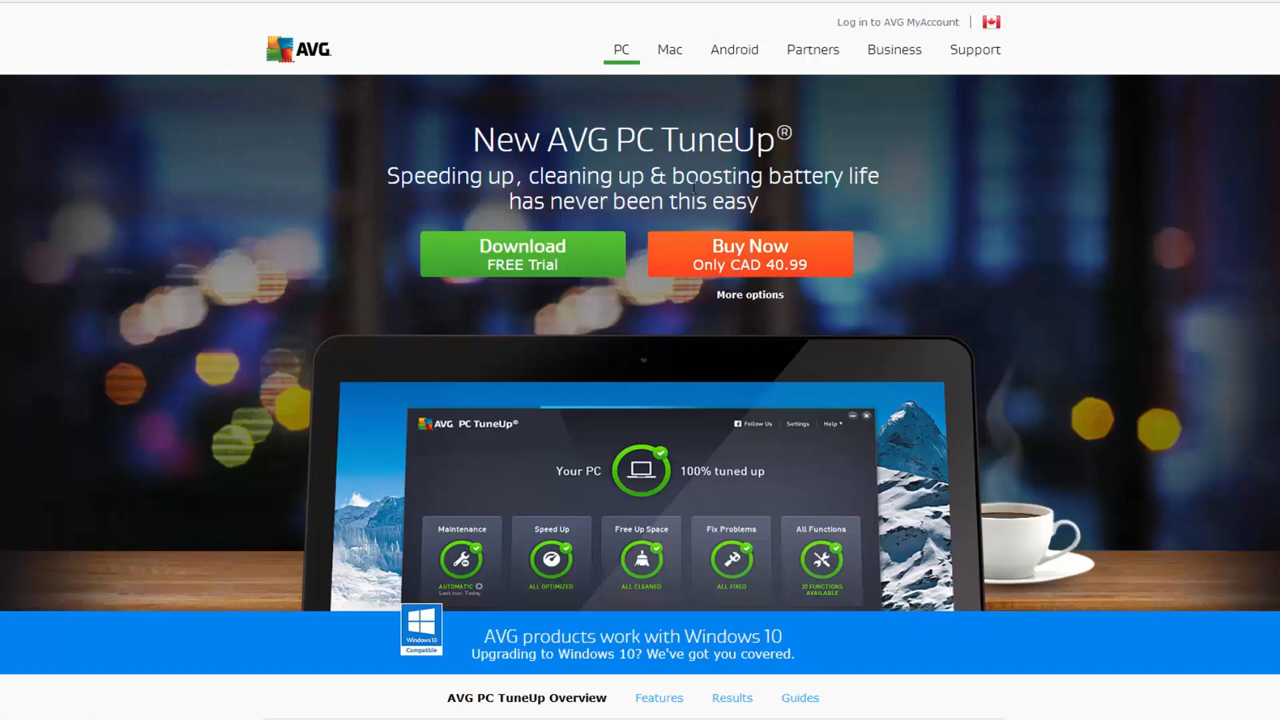 Log in to AVG MyAccount
AVG.
PC Mac Android Partners Business Support
New AVG PC TuneUp®
Speeding up, cleaning up & boosting battery life
has never been this easy
Download
FREE Trial
Buy Now
Only CAD 40.99
More options
AVG PC TuneUp®
Follow Us Settings Help
Your PC 100% tuned up
Maintenance Speed Up Free Up Space Fix Problems All Functions
AUTOMATIC ALL OPTIMIZED ALL CLEANED ALL FIXED 32 FUNCTIONS
Last run: Today AVAILABLE
Windows 10
Compatible
AVG products work with Windows 10
Upgrading to Windows 10? We've got you covered.
AVG PC TuneUp Overview Features Results Guides